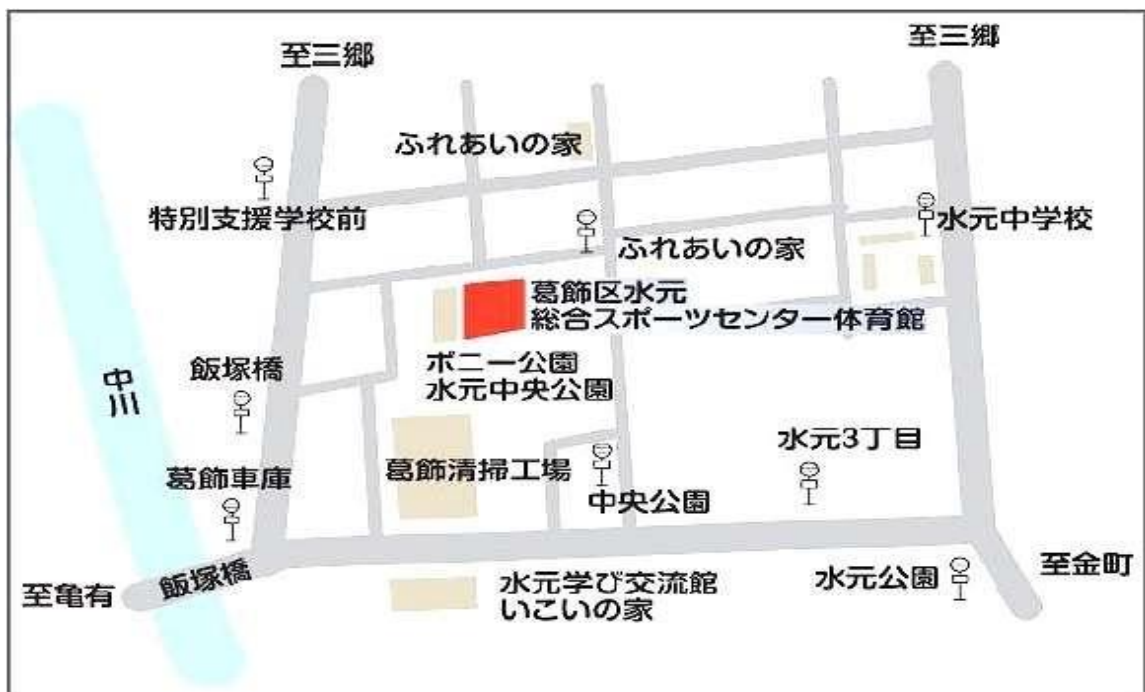 至三郷
至三郷
ふれあいの家
特別支援学校前
水元中学校
ふれあいの家
葛飾区水元
総合スポーツセンター体育館
ポニー公園
水元中央公園
飯塚橋
中川
水元3丁目
葛飾清掃工場
葛飾車庫
中央公園
至亀有
飯塚橋
水元学び交流館
いこいの家
水元公園
至金町